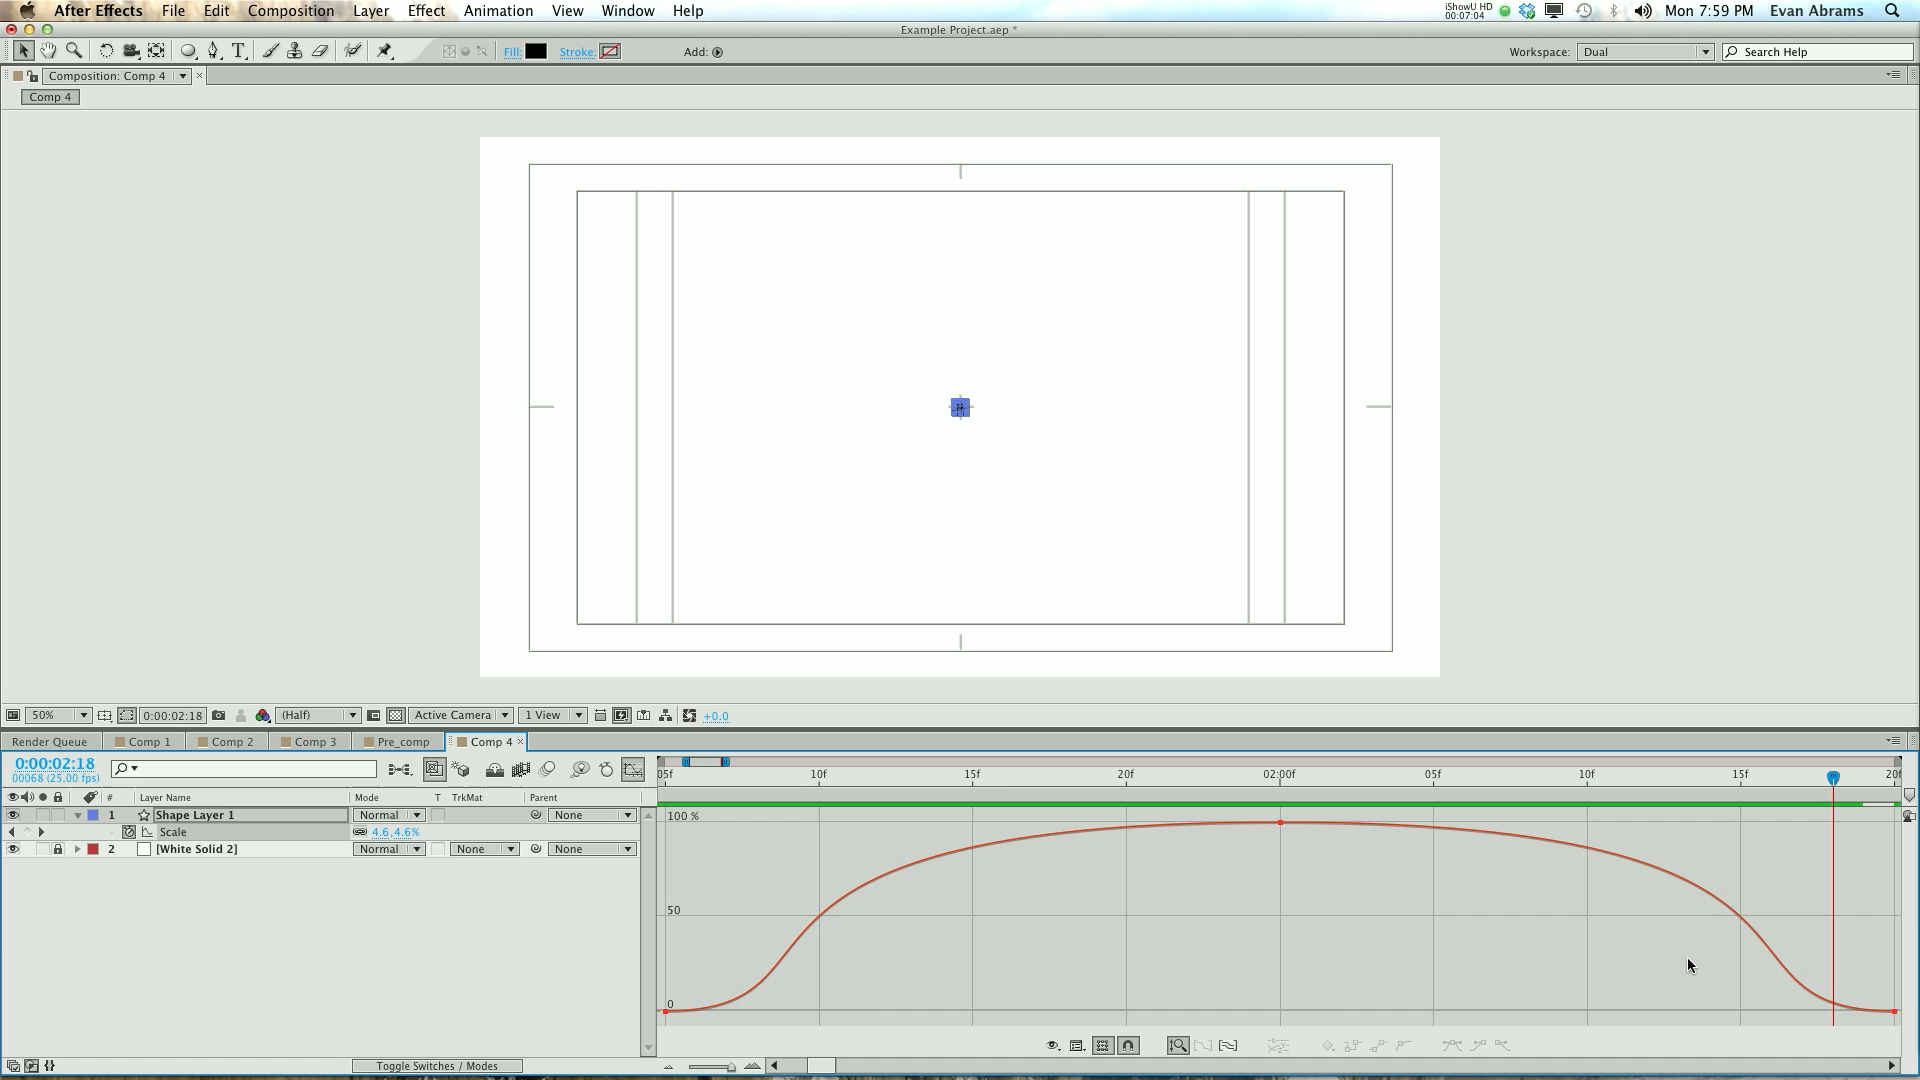 After Effects File Edit Composition Layer Effect Animation View Window Help iShowU HD 00:07:04 Mon 7:59 PM Evan Abrams
Example Project.aep *
T Fill: Stroke: Add: Workspace: Dual Search Help
Composition: Comp 4 ×
Comp 4
50% 0:00:02:18 (Half) Active Camera 1 View +0.0
Render Queue Comp 1 Comp 2 Comp 3 Pre_comp Comp 4 ×
0:00:02:18
00068 (25.00 fps)
05f 10f 15f 20f 02:00f 05f 10f 15f 20f
# Layer Name Mode T TrkMat Parent
1 Shape Layer 1 Normal None
Scale 4.6,4.6%
2 [White Solid 2] Normal None None
100 %
50
0
Toggle Switches / Modes